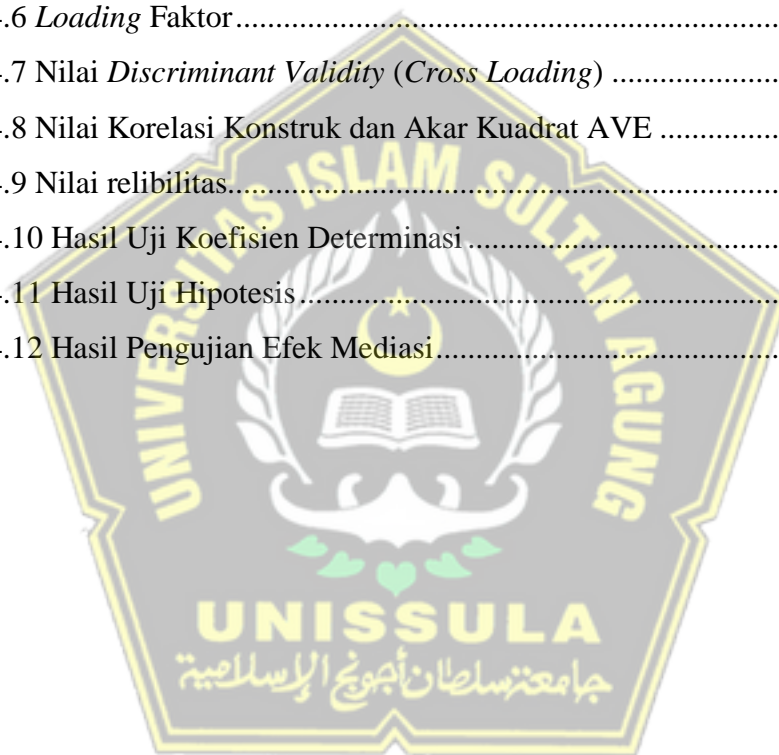 .6 Loading Faktor
.7 Nilai Discriminant Validity (Cross Loading)
.8 Nilai Korelasi Konstruk dan Akar Kuadrat AVE
.9 Nilai relibilitas
.10 Hasil Uji Koefisien Determinasi
.11 Hasil Uji Hipotesis
.12 Hasil Pengujian Efek Mediasi
UNIVERSITAS ISLAM SULTAN AGUNG
UNISSULA
جامعة سلطان أجونج الإسلامية